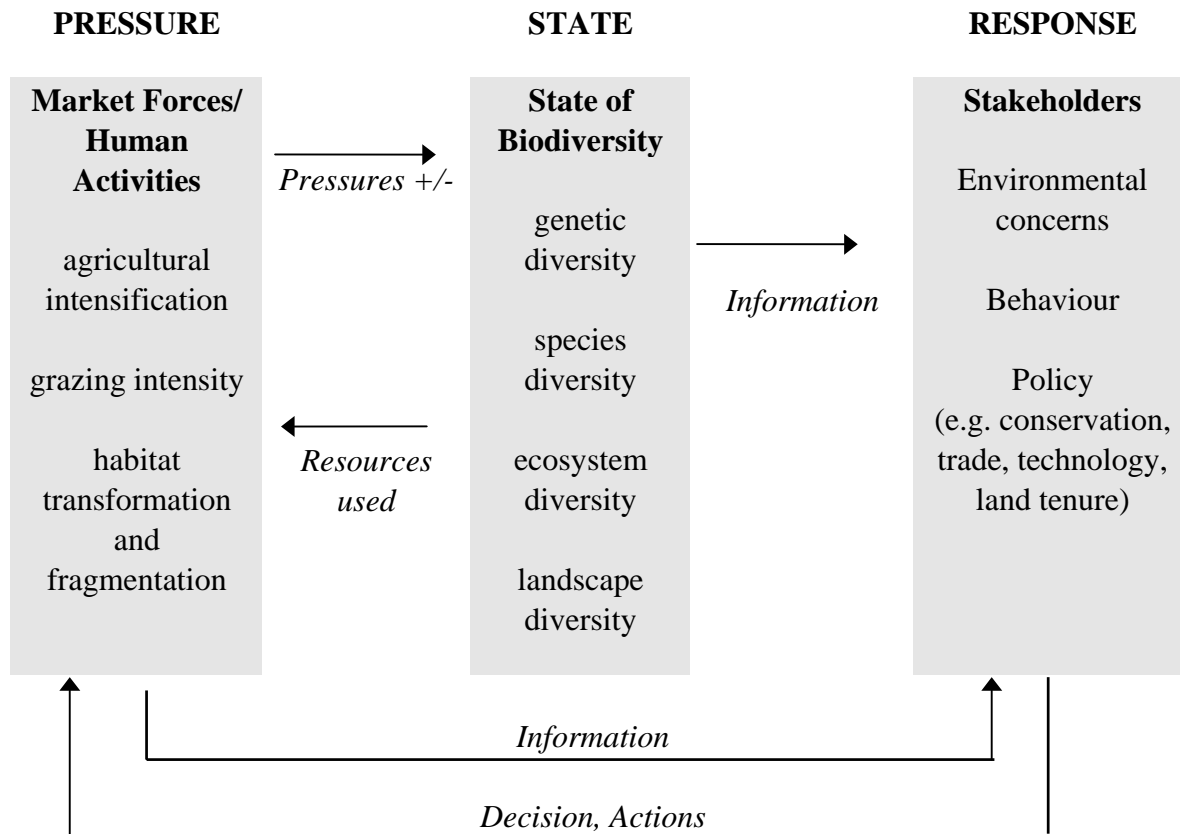 PRESSURE
STATE
RESPONSE
Market Forces/
Human
Activities
agricultural
intensification
grazing intensity
habitat
transformation
and
fragmentation
Pressures +/-
Resources
used
State of
Biodiversity
genetic
diversity
species
diversity
ecosystem
diversity
landscape
diversity
Information
Stakeholders
Environmental
concerns
Behaviour
Policy
(e.g. conservation,
trade, technology,
land tenure)
Information
Decision, Actions